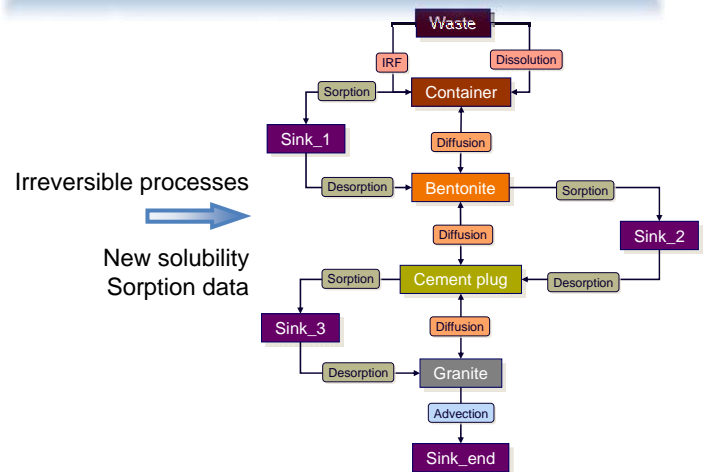 Waste
IRF
Dissolution
Sorption
Container
Sink_1
Diffusion
Irreversible processes
Desorption
Bentonite
Sorption
Sink_2
New solubility
Diffusion
Sorption data
Sorption
Cement plug
Desorption
Sink_3
Diffusion
Desorption
Granite
Advection
Sink_end